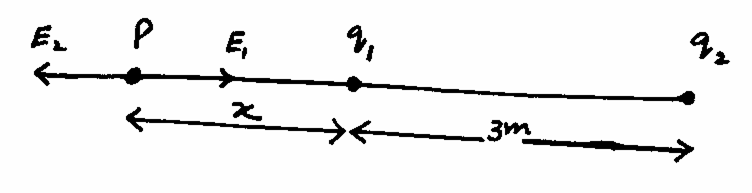 E₂ P E₁ q₁ q₂
x 3m